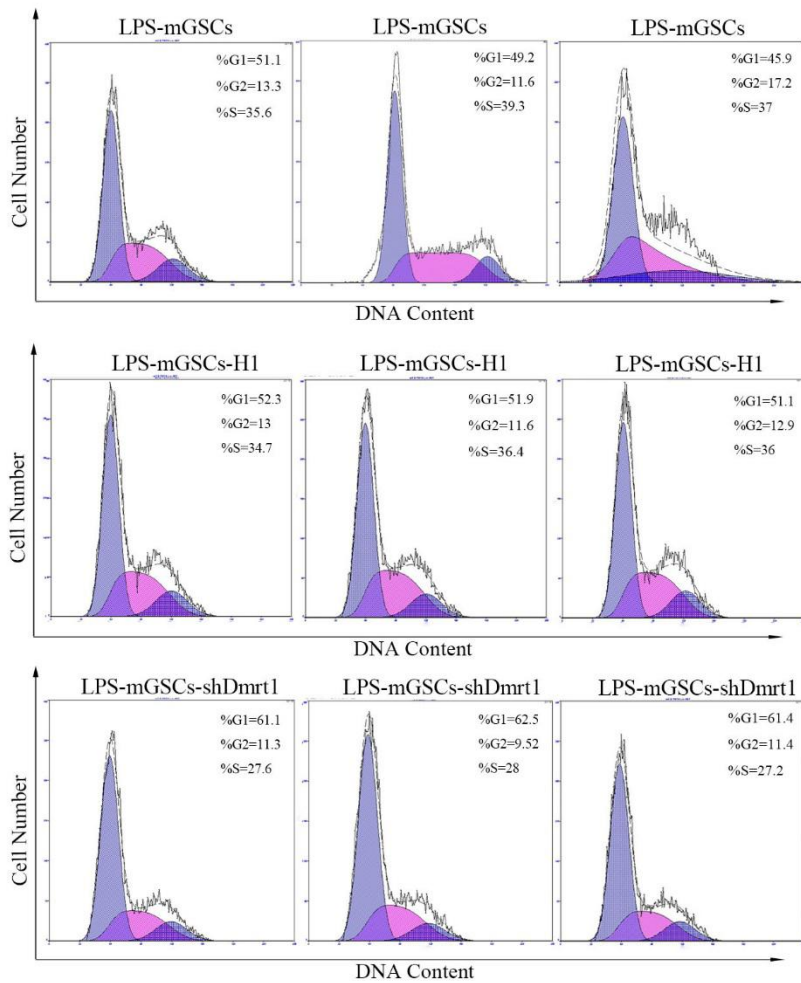 LPS-mGSCs
LPS-mGSCs
LPS-mGSCs
%G1=51.1
%G2=13.3
%S=35.6
%G1=49.2
%G2=11.6
%S=39.3
%G1=45.9
%G2=17.2
%S=37
Cell Number
DNA Content
LPS-mGSCs-H1
LPS-mGSCs-H1
LPS-mGSCs-H1
%G1=52.3
%G2=13
%S=34.7
%G1=51.9
%G2=11.6
%S=36.4
%G1=51.1
%G2=12.9
%S=36
Cell Number
DNA Content
LPS-mGSCs-shDmrt1
LPS-mGSCs-shDmrt1
LPS-mGSCs-shDmrt1
%G1=61.1
%G2=11.3
%S=27.6
%G1=62.5
%G2=9.52
%S=28
%G1=61.4
%G2=11.4
%S=27.2
Cell Number
DNA Content